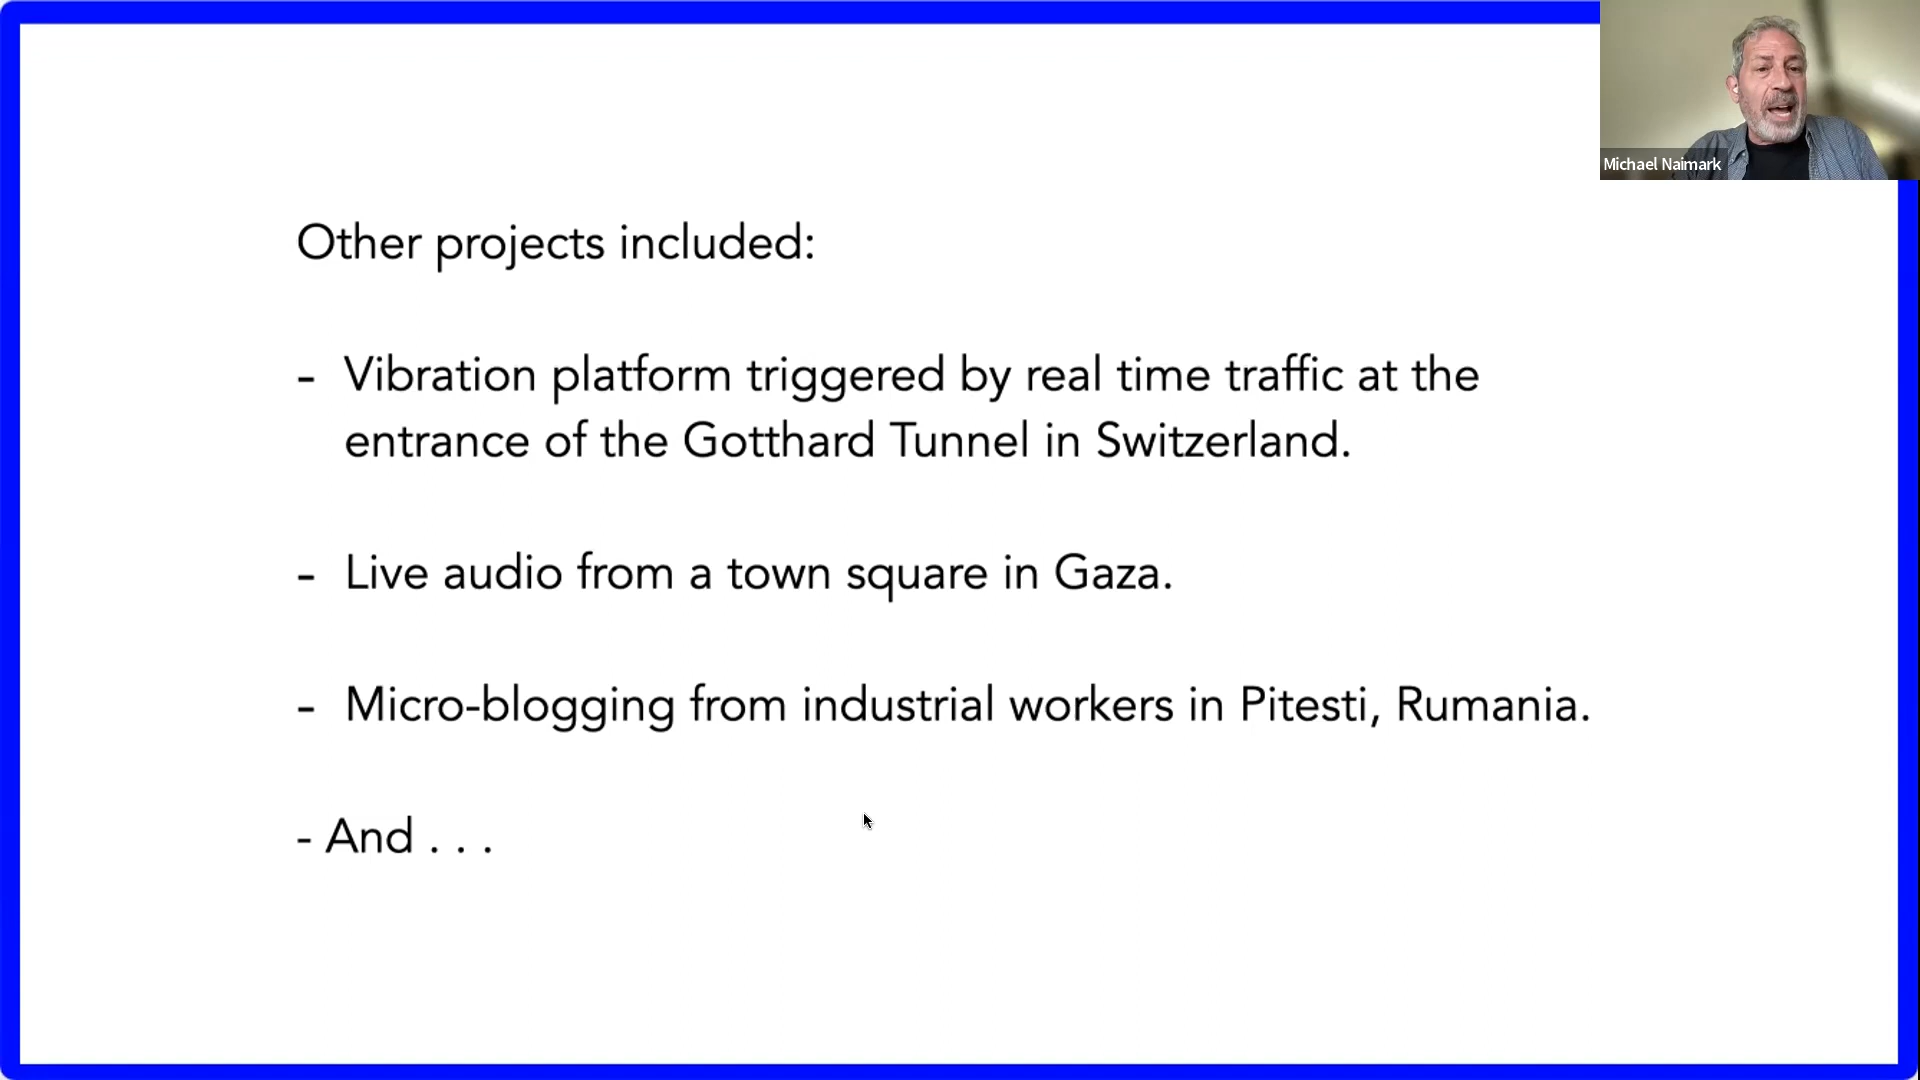 Michael Naimark
Other projects included:
- Vibration platform triggered by real time traffic at the
entrance of the Gotthard Tunnel in Switzerland.
- Live audio from a town square in Gaza.
- Micro-blogging from industrial workers in Pitesti, Rumania.
- And . . .